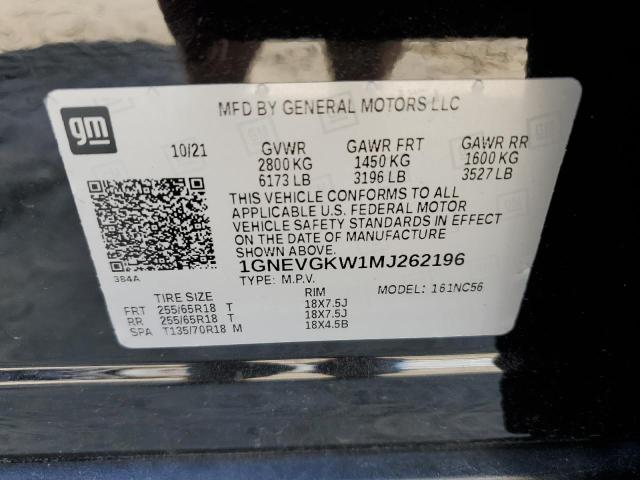 gm
MFD BY GENERAL MOTORS LLC
10/21 GVWR GAWR FRT GAWR RR
2800 KG 1450 KG 1600 KG
6173 LB 3196 LB 3527 LB
THIS VEHICLE CONFORMS TO ALL
APPLICABLE U.S. FEDERAL MOTOR
VEHICLE SAFETY STANDARDS IN EFFECT
ON THE DATE OF MANUFACTURE
SHOWN ABOVE.
384A
1GNEVGKW1MJ262196
TYPE: M.P.V. MODEL: 161NC56
TIRE SIZE RIM
FRT 255/65R18 T 18X7.5J
RR 255/65R18 T 18X7.5J
SPA T135/70R18 M 18X4.5B